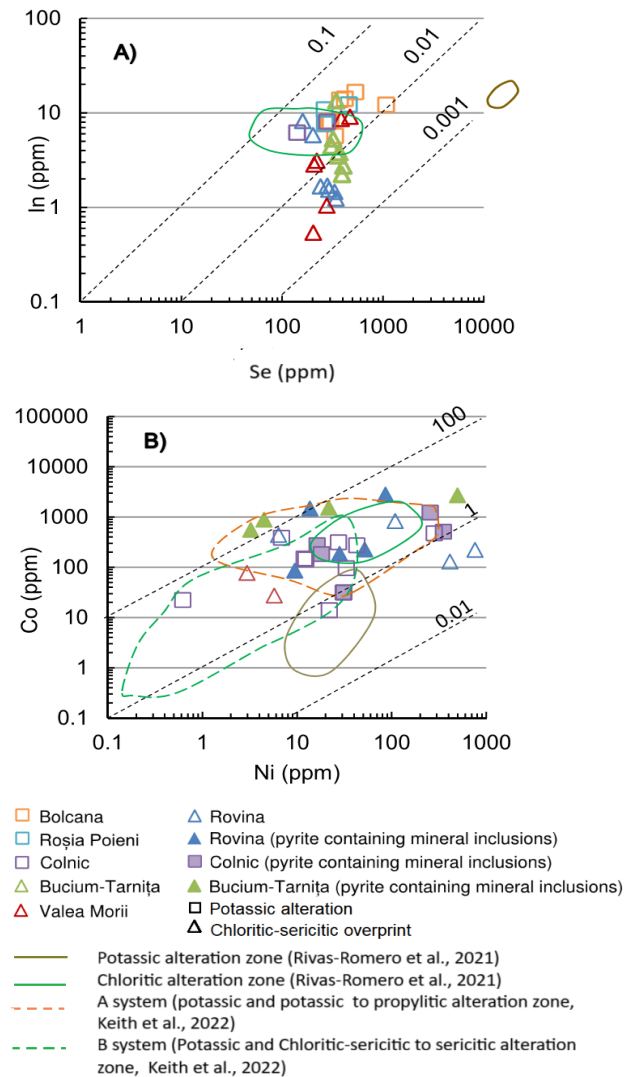 A)
100
10
1
0.1
In (ppm)
0.1
0.01
0.001
1
10
100
1000
10000
Se (ppm)
B)
100000
10000
1000
100
10
1
0.1
Co (ppm)
100
1
0.01
0.1
1
10
100
1000
Ni (ppm)
Bolcana
Roșia Poieni
Colnic
Bucium-Tarnița
Valea Morii
Rovina
Rovina (pyrite containing mineral inclusions)
Colnic (pyrite containing mineral inclusions)
Bucium-Tarnița (pyrite containing mineral inclusions)
Potassic alteration
Chloritic-sericitic overprint
Potassic alteration zone (Rivas-Romero et al., 2021)
Chloritic alteration zone (Rivas-Romero et al., 2021)
A system (potassic and potassic to propylitic alteration zone,
Keith et al., 2022)
B system (Potassic and Chloritic-sericitic to sericitic alteration
zone, Keith et al., 2022)